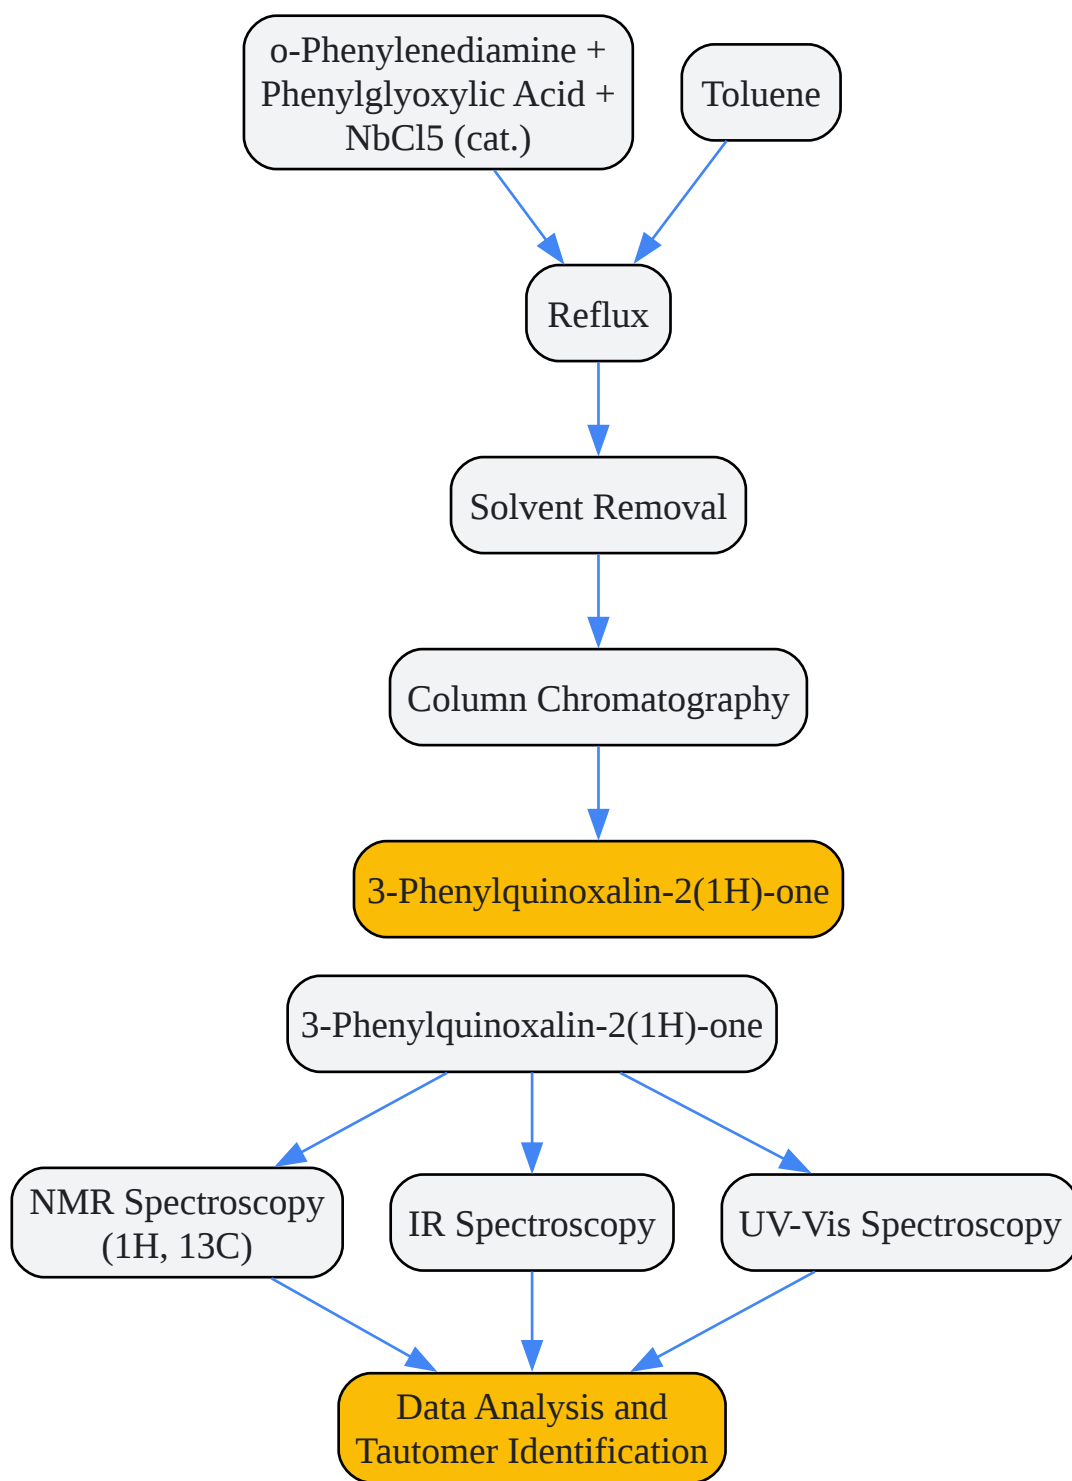 o-Phenylenediamine +
Phenylglyoxylic Acid +
NbCl5 (cat.)
Toluene
Reflux
Solvent Removal
Column Chromatography
3-Phenylquinoxalin-2(1H)-one
3-Phenylquinoxalin-2(1H)-one
NMR Spectroscopy
(1H, 13C)
IR Spectroscopy
UV-Vis Spectroscopy
Data Analysis and
Tautomer Identification